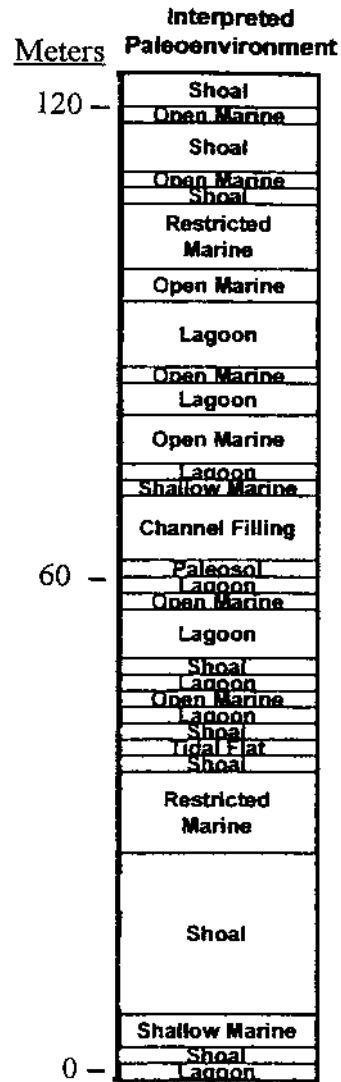 Interpreted
Meters Paleoenvironment
120
Shoal
Open Marine
Shoal
Open Marine
Shoal
Restricted
Marine
Open Marine
Lagoon
Open Marine
Lagoon
Open Marine
Lagoon
Shallow Marine
Channel Filling
Paleosol
60
Lagoon
Open Marine
Lagoon
Shoal
Lagoon
Open Marine
Lagoon
Shoal
Tidal Flat
Shoal
Restricted
Marine
Shoal
Shallow Marine
Shoal
0
Lagoon